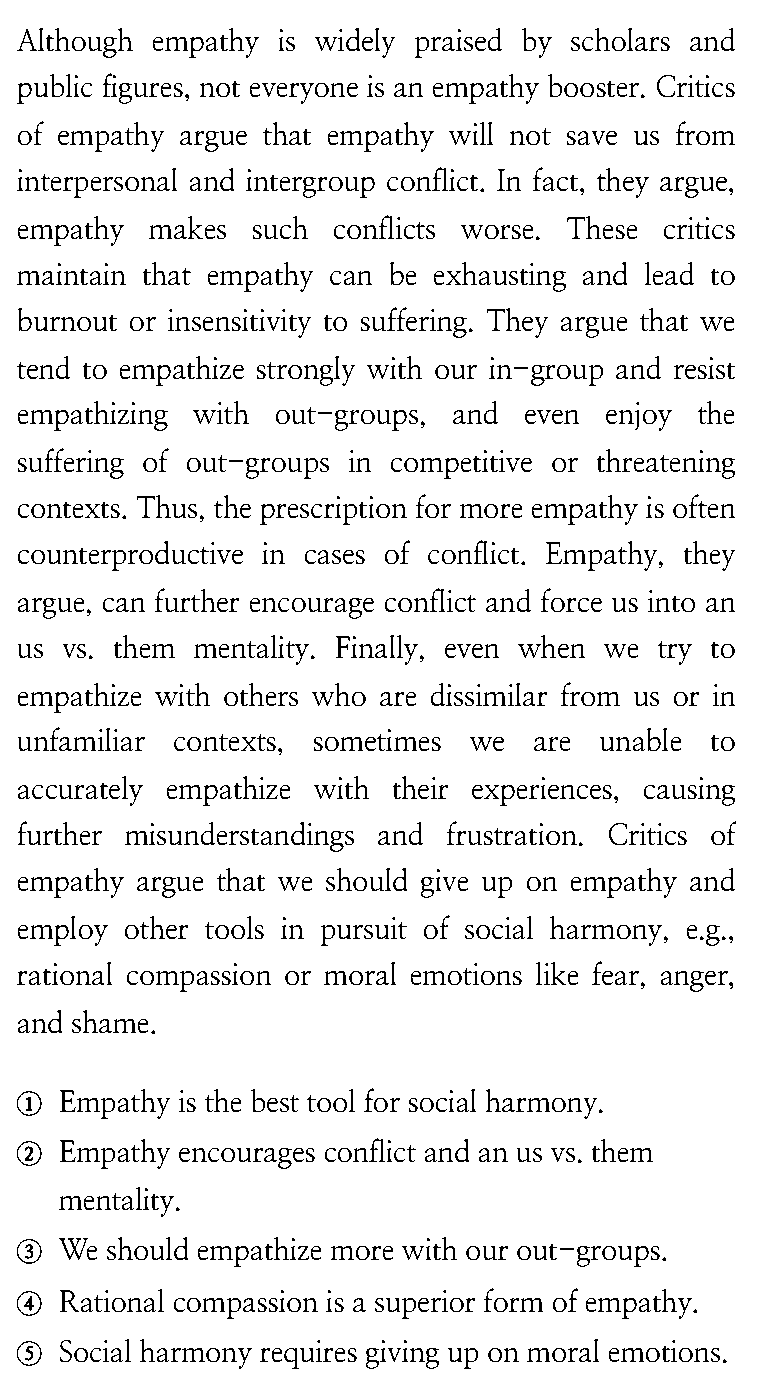 Although empathy is widely praised by scholars and
public figures, not everyone is an empathy booster. Critics
of empathy argue that empathy will not save us from
interpersonal and intergroup conflict. In fact, they argue,
empathy makes such conflicts worse. These critics
maintain that empathy can be exhausting and lead to
burnout or insensitivity to suffering. They argue that we
tend to empathize strongly with our in-group and resist
empathizing with out-groups, and even enjoy the
suffering of out-groups in competitive or threatening
contexts. Thus, the prescription for more empathy is often
counterproductive in cases of conflict. Empathy, they
argue, can further encourage conflict and force us into an
us vs. them mentality. Finally, even when we try to
empathize with others who are dissimilar from us or in
unfamiliar contexts, sometimes we are unable to
accurately empathize with their experiences, causing
further misunderstandings and frustration. Critics of
empathy argue that we should give up on empathy and
employ other tools in pursuit of social harmony, e.g.,
rational compassion or moral emotions like fear, anger,
and shame.
① Empathy is the best tool for social harmony.
② Empathy encourages conflict and an us vs. them
mentality.
③ We should empathize more with our out-groups.
④ Rational compassion is a superior form of empathy.
⑤ Social harmony requires giving up on moral emotions.